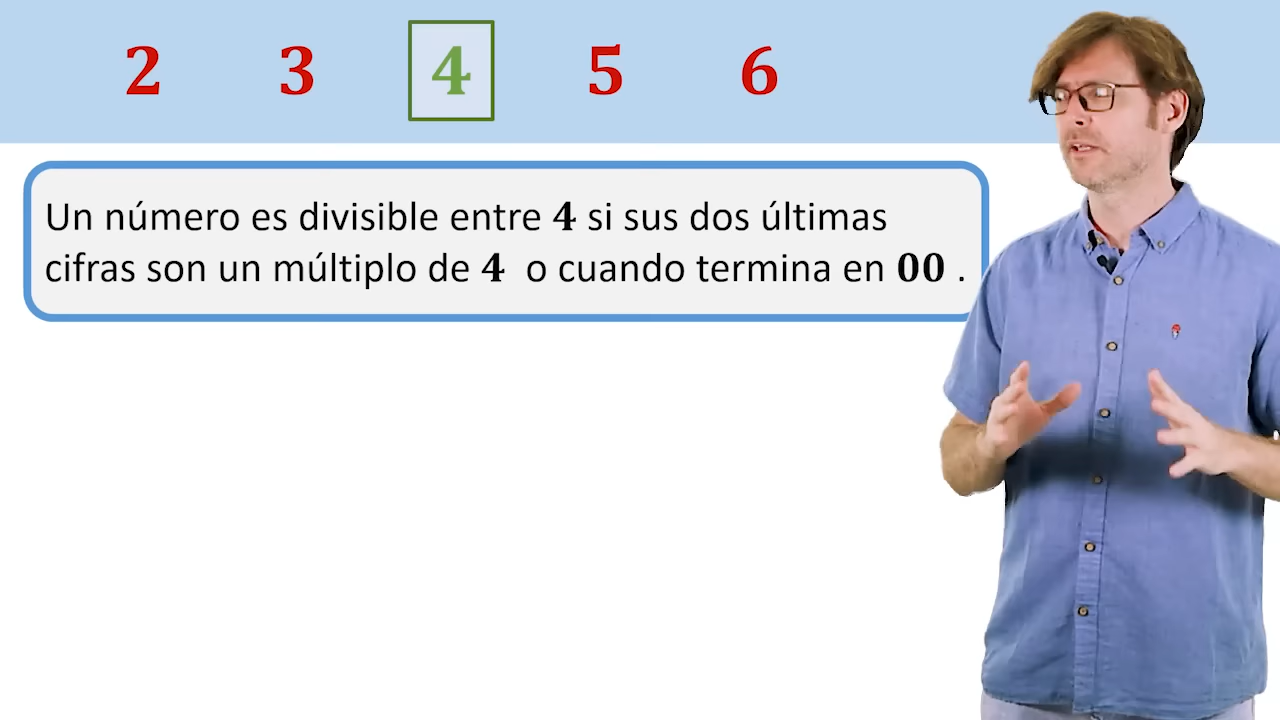 2 3 4 5 6
Un número es divisible entre 4 si sus dos últimas
cifras son un múltiplo de 4 o cuando termina en 00 .